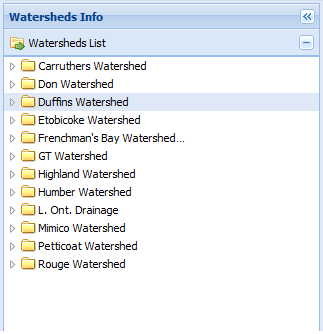 Watersheds Info
Watersheds List
Carruthers Watershed
Don Watershed
Duffins Watershed
Etobicoke Watershed
Frenchman's Bay Watershed...
GT Watershed
Highland Watershed
Humber Watershed
L. Ont. Drainage
Mimico Watershed
Petticoat Watershed
Rouge Watershed